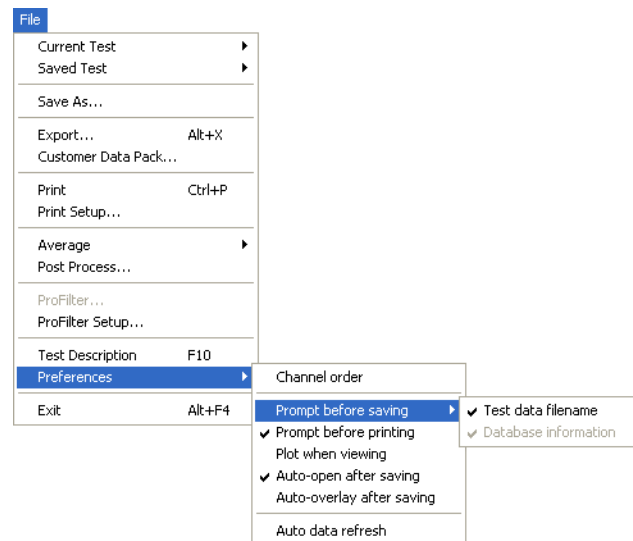 File
Current Test
Saved Test
Save As...
Export... Alt+X
Customer Data Pack...
Print Ctrl+P
Print Setup...
Average
Post Process...
ProFilter...
ProFilter Setup...
Test Description F10
Preferences
Exit Alt+F4
Channel order
Prompt before saving
Prompt before printing
Plot when viewing
Auto-open after saving
Auto-overlay after saving
Auto data refresh
Test data filename
Database information